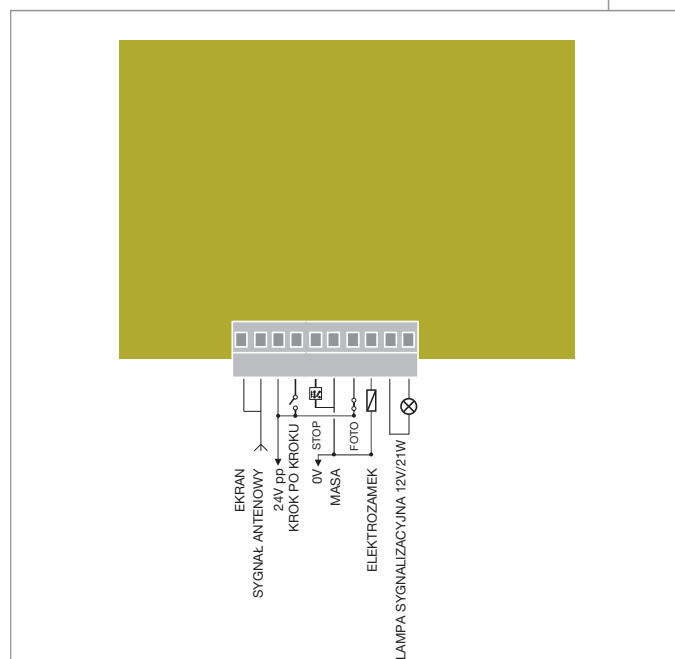 EKRAN
SYGNAŁ ANTENOWY
24V pp
KROK PO KROKU
STOP
0V
MASA
FOTO
ELEKTROZAMEK
LAMPA SYGNALIZACYJNA 12V/21W